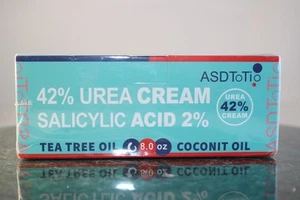 ASDToTio
42% UREA CREAM
SALICYLIC ACID 2%
UREA
42%
CREAM
TEA TREE OIL 8.0 oz COCONIT OIL